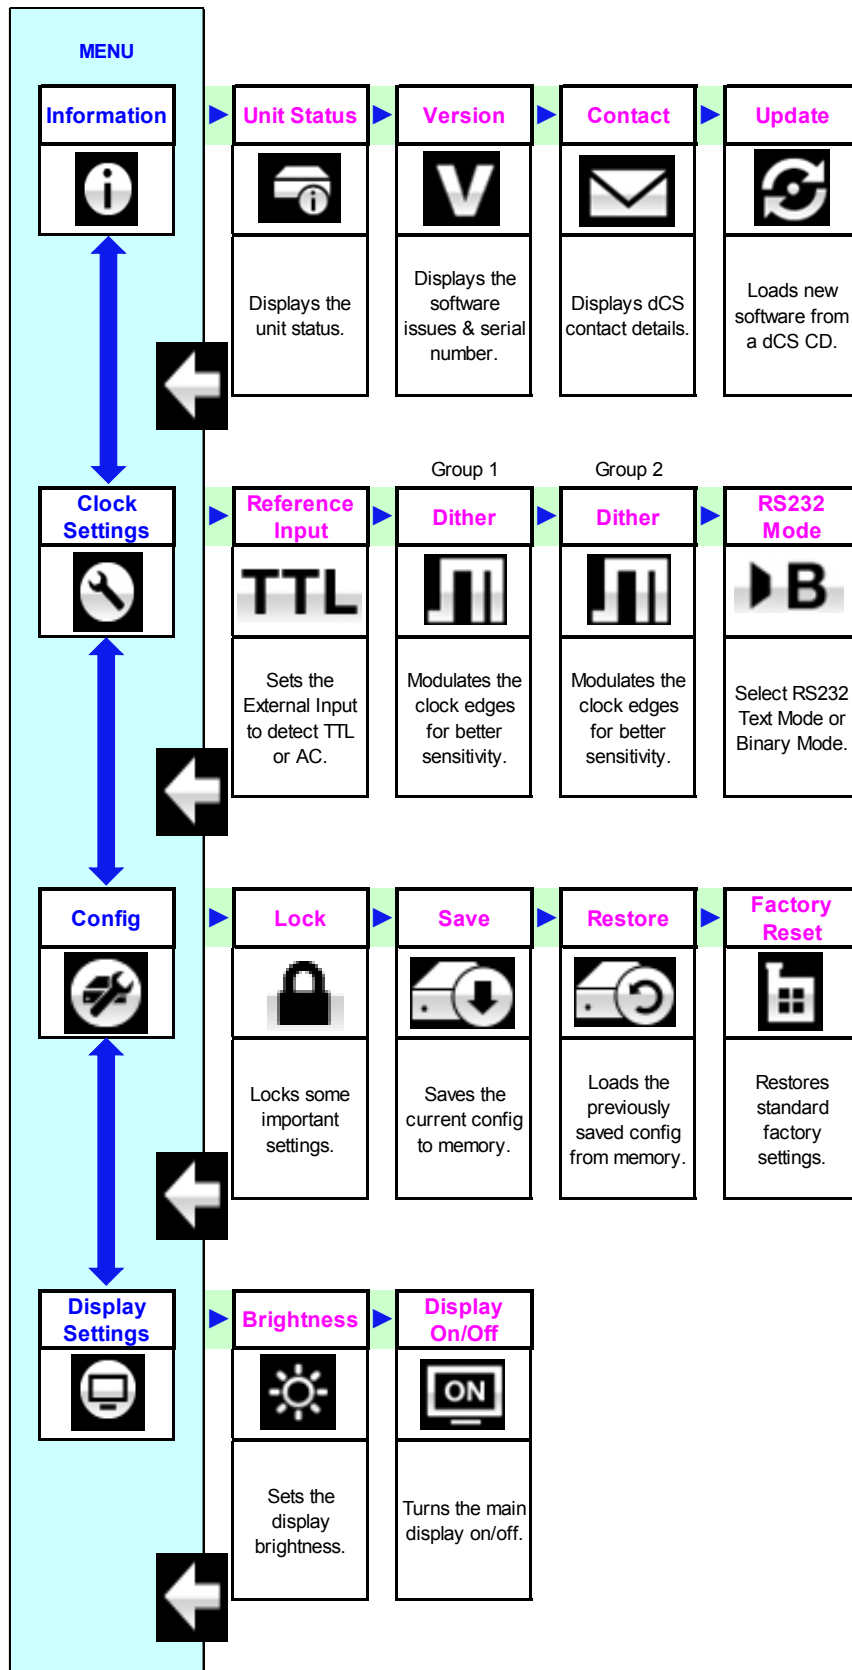 MENU
Information
Unit Status
Version
Contact
Update
V
Displays the
unit status.
Displays the
software
issues & serial
number.
Displays dCS
contact details.
Loads new
software from
a dCS CD.
Group 1
Group 2
Clock
Settings
Reference
Input
Dither
Dither
RS232
Mode
TTL
B
Sets the
External Input
to detect TTL
or AC.
Modulates the
clock edges
for better
sensitivity.
Modulates the
clock edges
for better
sensitivity.
Select RS232
Text Mode or
Binary Mode.
Config
Lock
Save
Restore
Factory
Reset
Locks some
important
settings.
Saves the
current config
to memory.
Loads the
previously
saved config
from memory.
Restores
standard
factory
settings.
Display
Settings
Brightness
Display
On/Off
ON
Sets the
display
brightness.
Turns the main
display on/off.